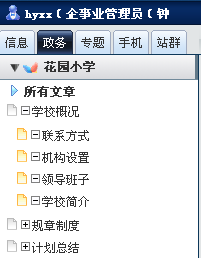 hyxx ( 企事业管理员 ( 钟
信息 政务 专题 手机 站群
花园小学
所有文章
学校概况
联系方式
机构设置
领导班子
学校简介
规章制度
计划总结